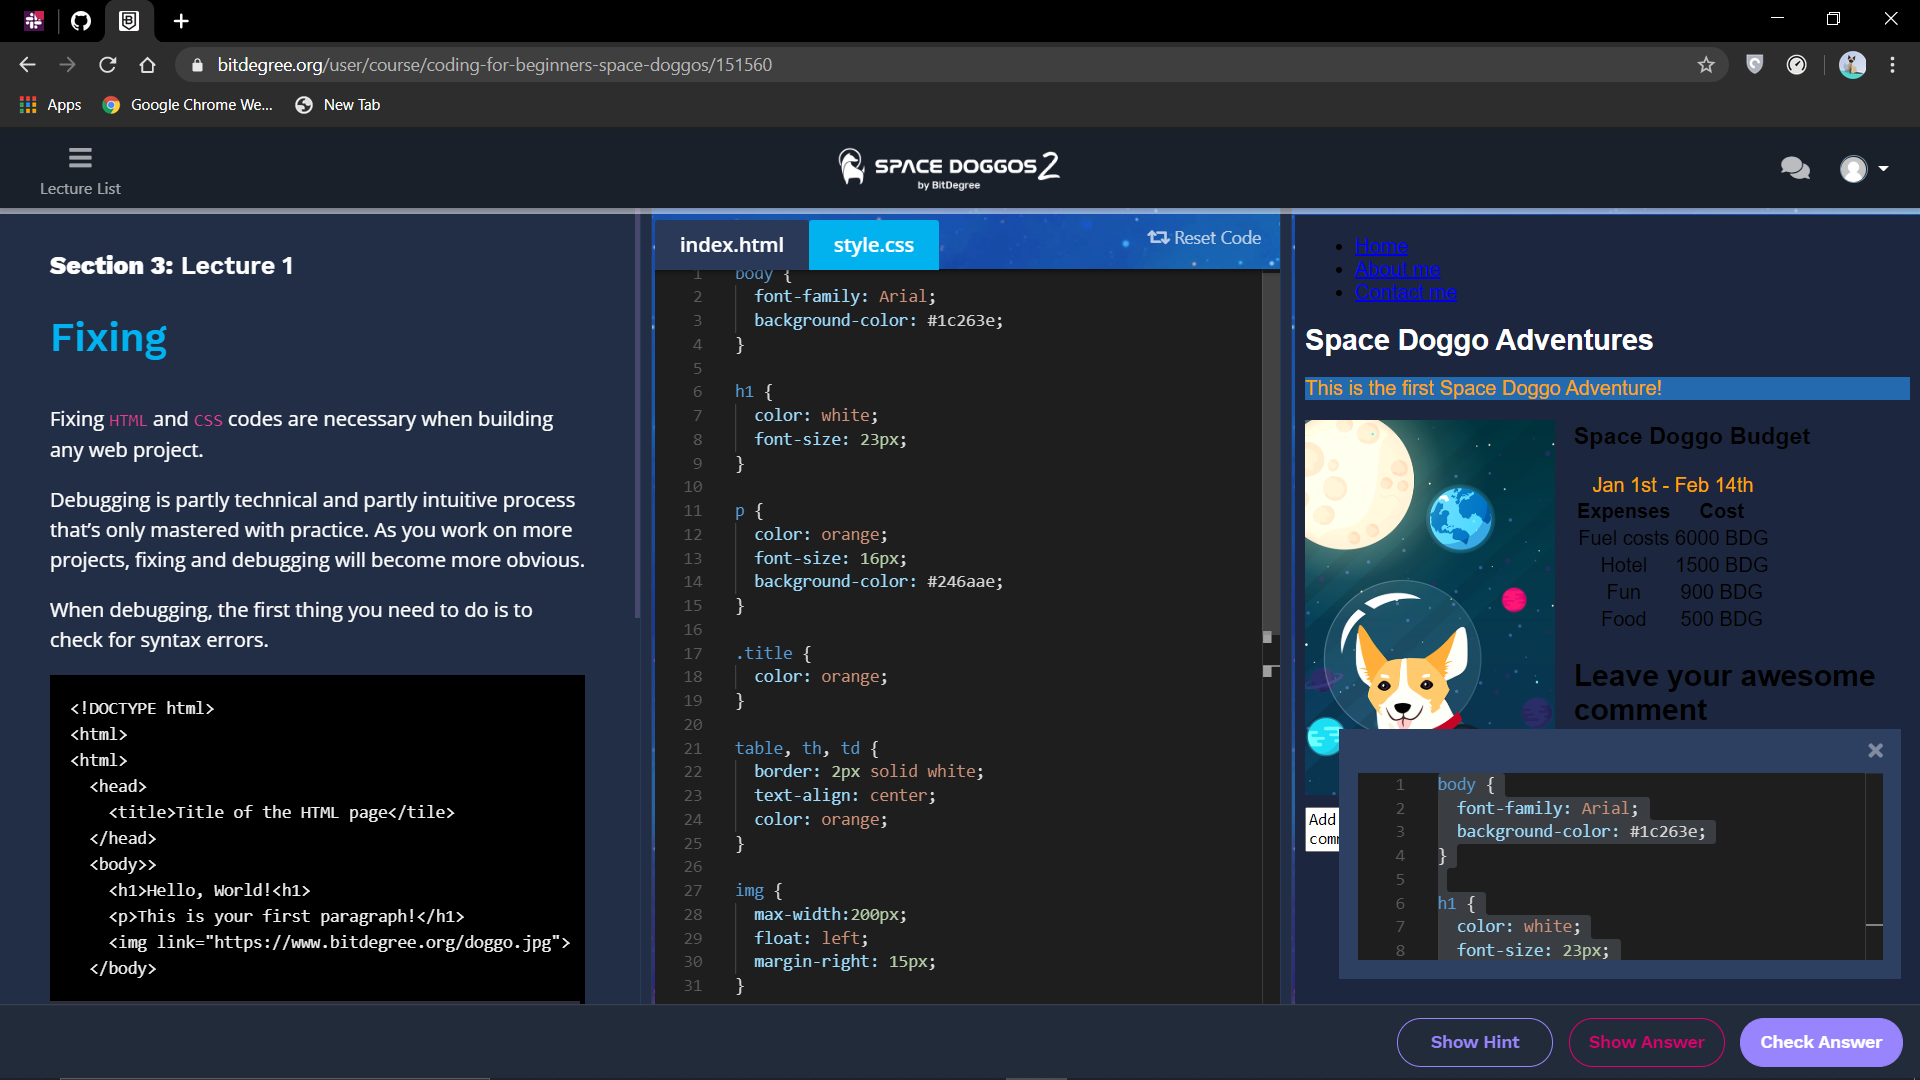 bitdegree.org/user/course/coding-for-beginners-space-doggos/151560
Apps
Google Chrome We...
New Tab
Lecture List
SPACE DOGGOS 2
by BitDegree
Section 3: Lecture 1
Fixing
Fixing HTML and CSS codes are necessary when building
any web project.
Debugging is partly technical and partly intuitive process
that's only mastered with practice. As you work on more
projects, fixing and debugging will become more obvious.
When debugging, the first thing you need to do is to
check for syntax errors.
<!DOCTYPE html>
<html>
<html>
<head>
<title>Title of the HTML page</tile>
</head>
<body>>
<h1>Hello, World!<h1>
<p>This is your first paragraph!</h1>
<img link="https://www.bitdegree.org/doggo.jpg">
</body>
index.html
style.css
Reset Code
1 body {
2 font-family: Arial;
3 background-color: #1c263e;
4 }
5
6 h1 {
7 color: white;
8 font-size: 23px;
9 }
10
11 p {
12 color: orange;
13 font-size: 16px;
14 background-color: #246aae;
15 }
16
17 .title {
18 color: orange;
19 }
20
21 table, th, td {
22 border: 2px solid white;
23 text-align: center;
24 color: orange;
25 }
26
27 img {
28 max-width:200px;
29 float: left;
30 margin-right: 15px;
31 }
Home
About me
Contact me
Space Doggo Adventures
This is the first Space Doggo Adventure!
Space Doggo Budget
Jan 1st - Feb 14th
Expenses Cost
Fuel costs 6000 BDG
Hotel 1500 BDG
Fun 900 BDG
Food 500 BDG
Leave your awesome
comment
Add
com
1 body {
2 font-family: Arial;
3 background-color: #1c263e;
4 }
5
6 h1 {
7 color: white;
8 font-size: 23px;
Show Hint
Show Answer
Check Answer